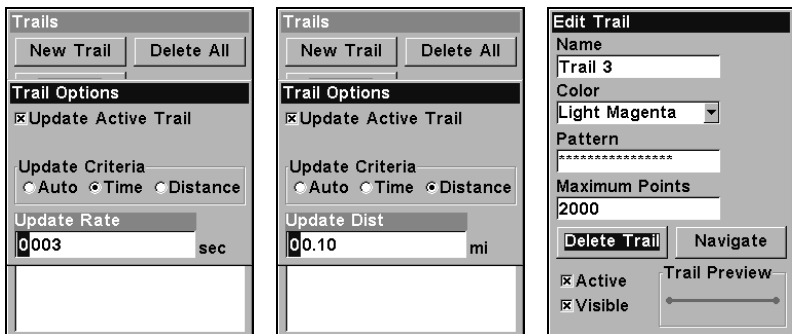 Trails
New Trail Delete All
Trail Options
Update Active Trail
Update Criteria
Auto Time Distance
Update Rate
0003 sec
Trails
New Trail Delete All
Trail Options
Update Active Trail
Update Criteria
Auto Time Distance
Update Dist
00.10 mi
Edit Trail
Name
Trail 3
Color
Light Magenta
Pattern
****************
Maximum Points
2000
Delete Trail Navigate
Active Trail Preview
Visible